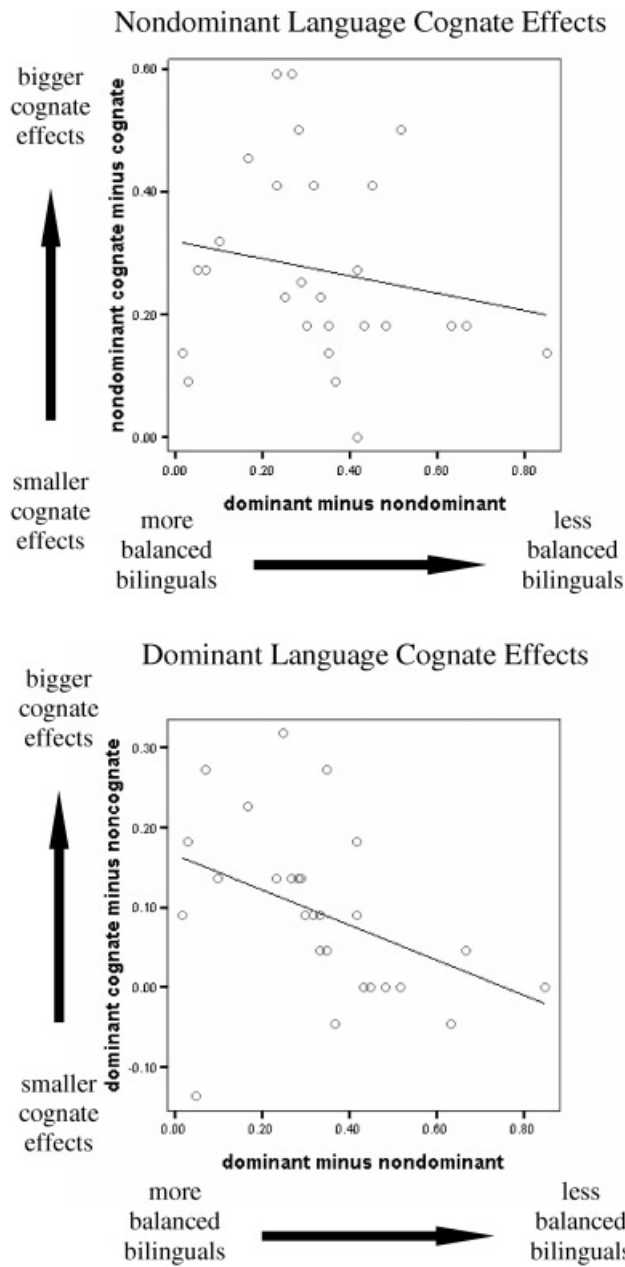 Nondominant Language Cognate Effects
bigger
cognate
effects
nondominant cognate minus cognate
0.60
0.40
0.20
0.00
0.00 0.20 0.40 0.60 0.80
dominant minus nondominant
smaller
cognate
effects
more
balanced
bilinguals
less
balanced
bilinguals
Dominant Language Cognate Effects
bigger
cognate
effects
dominant cognate minus noncognate
0.30
0.20
0.10
0.00
-0.10
0.00 0.20 0.40 0.60 0.80
dominant minus nondominant
smaller
cognate
effects
more
balanced
bilinguals
less
balanced
bilinguals